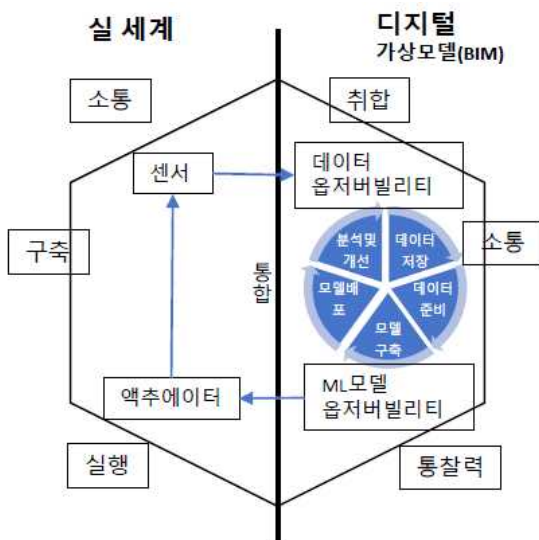 실 세계
디지털
가상모델(BIM)
소통
취합
센서
데이터
옵저버빌리티
구축
통
합
소통
분석및
개선
데이터
저장
모델배
포
데이터
준비
모델
구축
액추에이터
ML모델
옵저버빌리티
실행
통찰력